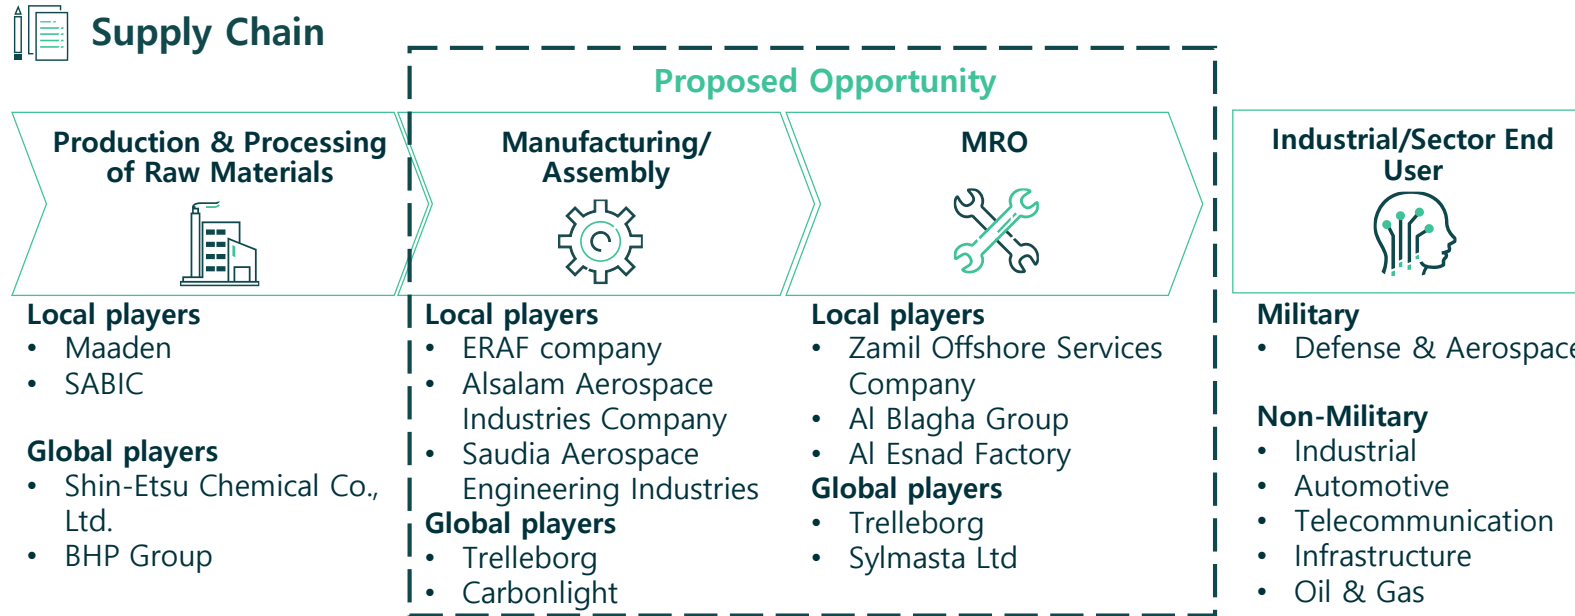 Supply Chain
Proposed Opportunity
Production & Processing
of Raw Materials
Local players
• Maaden
• SABIC
Global players
• Shin-Etsu Chemical Co.,
Ltd.
• BHP Group
Manufacturing/
Assembly
Local players
• ERAF company
• Alsalam Aerospace
Industries Company
• Saudia Aerospace
Engineering Industries
Global players
• Trelleborg
• Carbonlight
MRO
Local players
• Zamil Offshore Services
Company
• Al Blagha Group
• Al Esnad Factory
Global players
• Trelleborg
• Sylmasta Ltd
Industrial/Sector End
User
Military
• Defense & Aerospace
Non-Military
• Industrial
• Automotive
• Telecommunication
• Infrastructure
• Oil & Gas